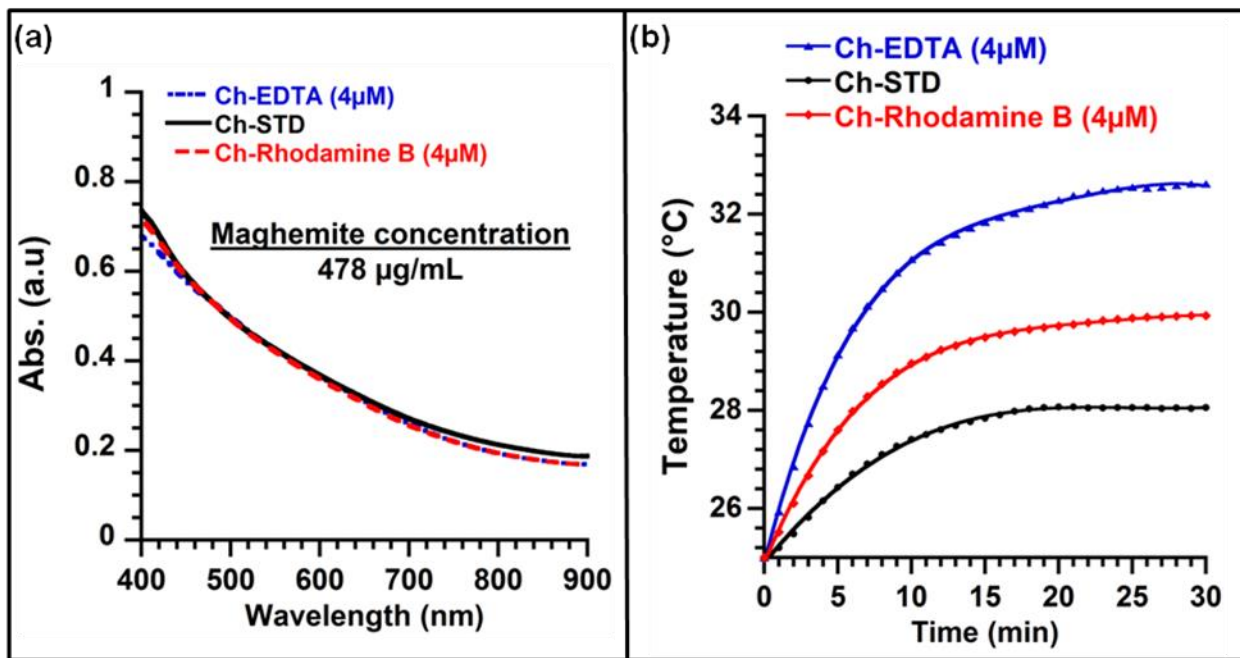 (a)
Ch-EDTA (4µM)
Ch-STD
Ch-Rhodamine B (4µM)
Maghemite concentration
478 µg/mL
Abs. (a.u)
1
0.8
0.6
0.4
0.2
0
400 500 600 700 800 900
Wavelength (nm)
(b)
Ch-EDTA (4µM)
Ch-STD
Ch-Rhodamine B (4µM)
Temperature (°C)
34
32
30
28
26
0 5 10 15 20 25 30
Time (min)